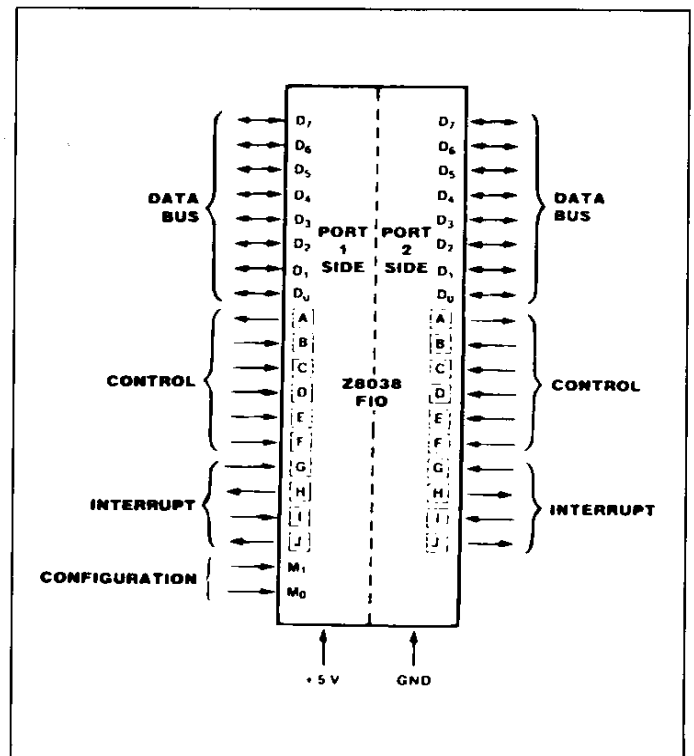 D₇ D₇
D₆ D₆
D₅ D₅
DATA BUS
D₄ D₄
DATA BUS
D₃ D₃
PORT 1 SIDE
PORT 2 SIDE
D₂ D₂
D₁ D₁
D₀ D₀
A A
B B
CONTROL
C C
Z8038
FIO
CONTROL
D D
E E
F F
G G
INTERRUPT
H H
INTERRUPT
I I
J J
CONFIGURATION
M₁
M₀
+5 V GND